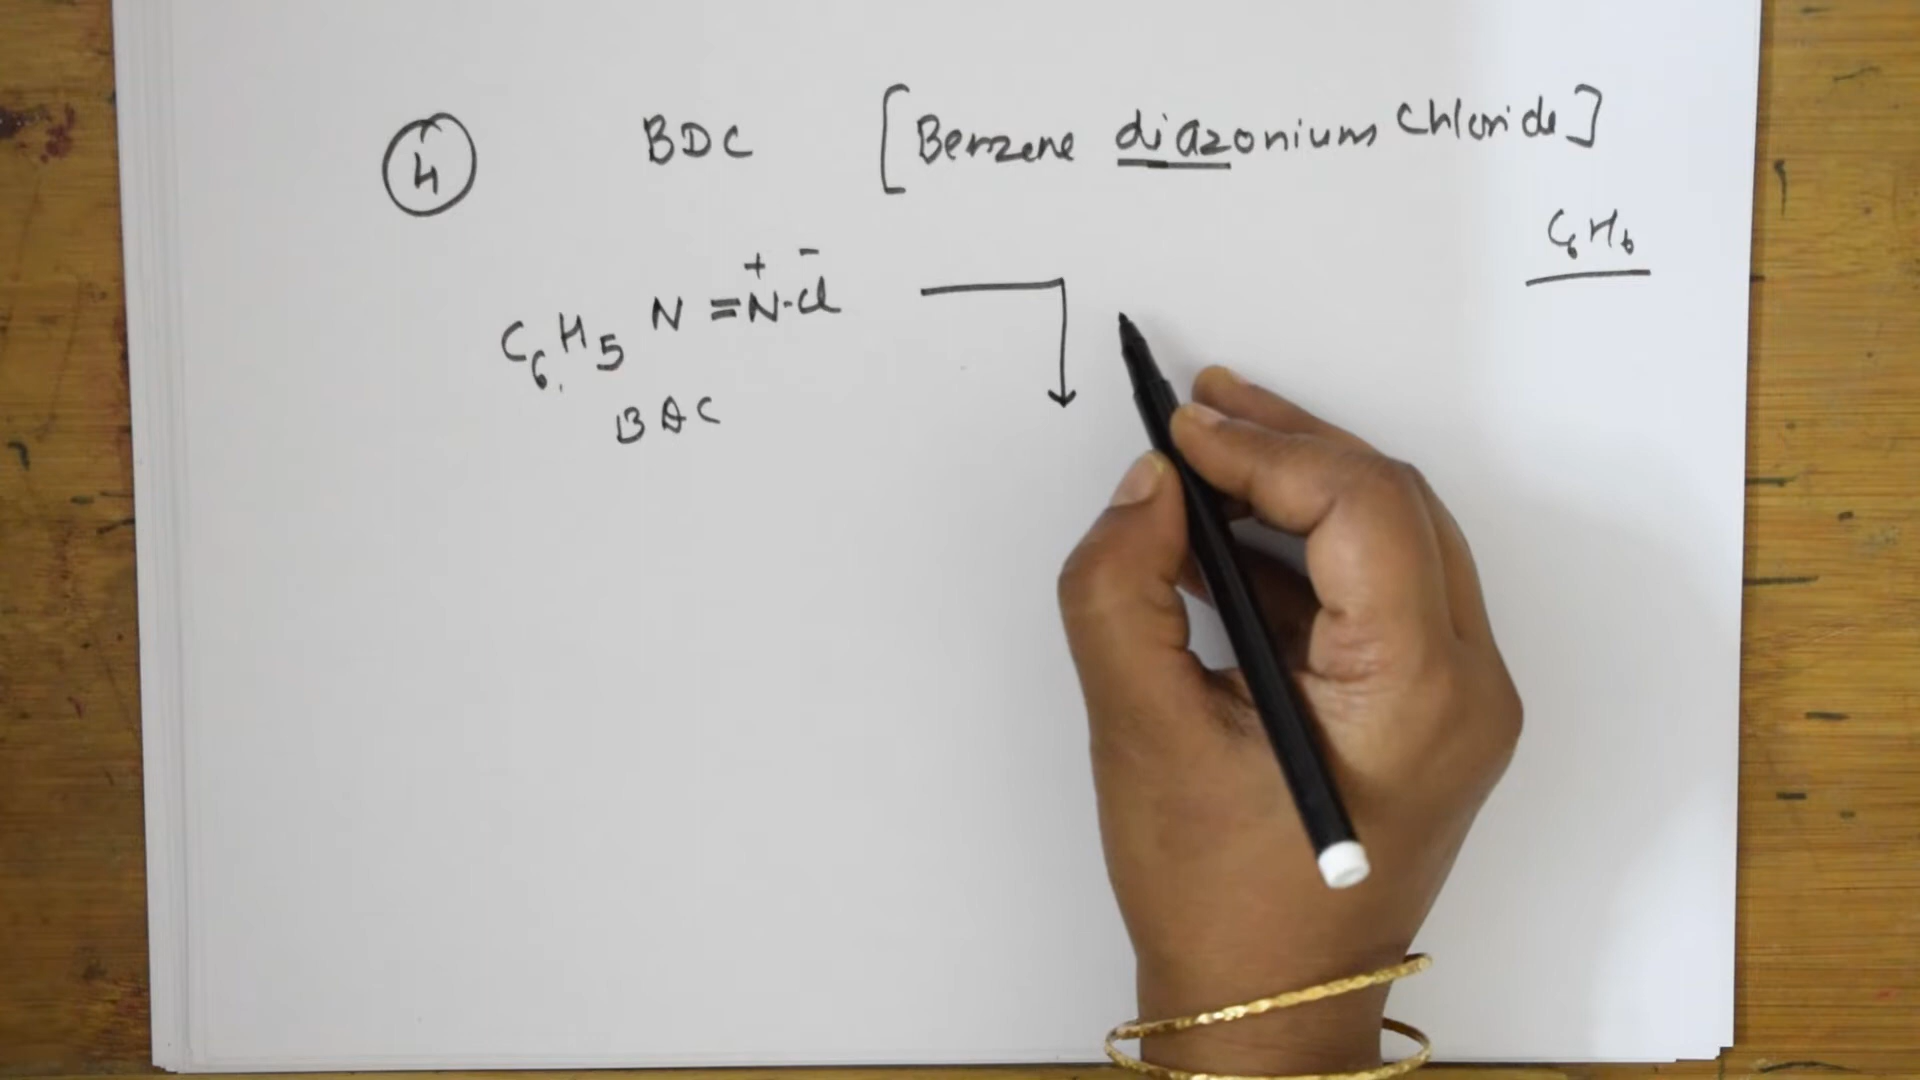 4 BDC [Benzene diazonium Chloride]
C6H6
C6H5 N=N+-Cl-
BDC